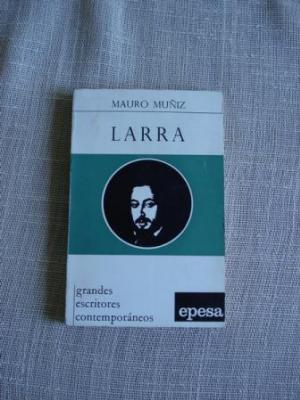 MAURO MUÑIZ
LARRA
grandes
escritores
contemporáneos
epesa